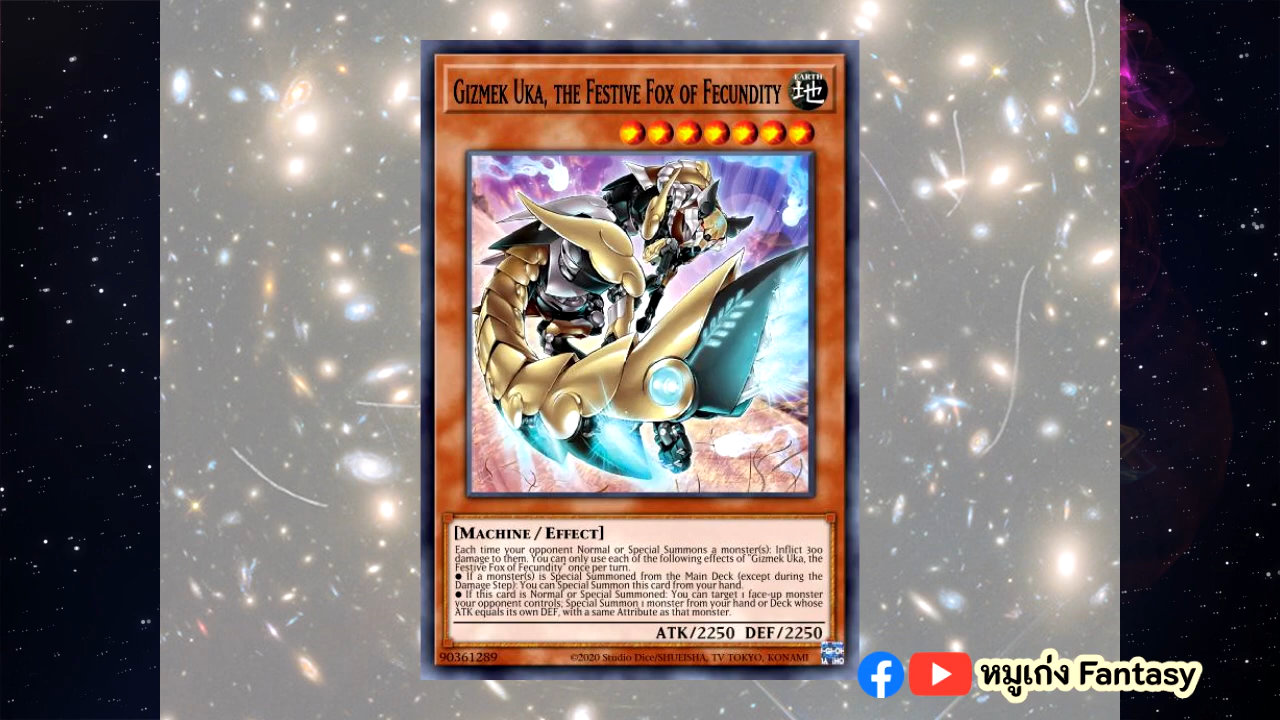 GIZMEK UKA, THE FESTIVE FOX OF FECUNDITY
EARTH
地
[MACHINE / EFFECT]
Each time your opponent Normal or Special Summons a monster(s): Inflict 300
damage to them. You can only use each of the following effects of "Gizmek Uka, the
Festive Fox of Fecundity" once per turn.
● If a monster(s) is Special Summoned from the Main Deck (except during the
Damage Step): You can Special Summon this card from your hand.
● If this card is Normal or Special Summoned: You can target 1 face-up monster
your opponent controls; Special Summon 1 monster from your hand or Deck whose
ATK equals its own DEF, with a same Attribute as that monster.
ATK/2250 DEF/2250
90361289
©2020 Studio Dice/SHUEISHA, TV TOKYO, KONAMI
หมูเก่ง Fantasy